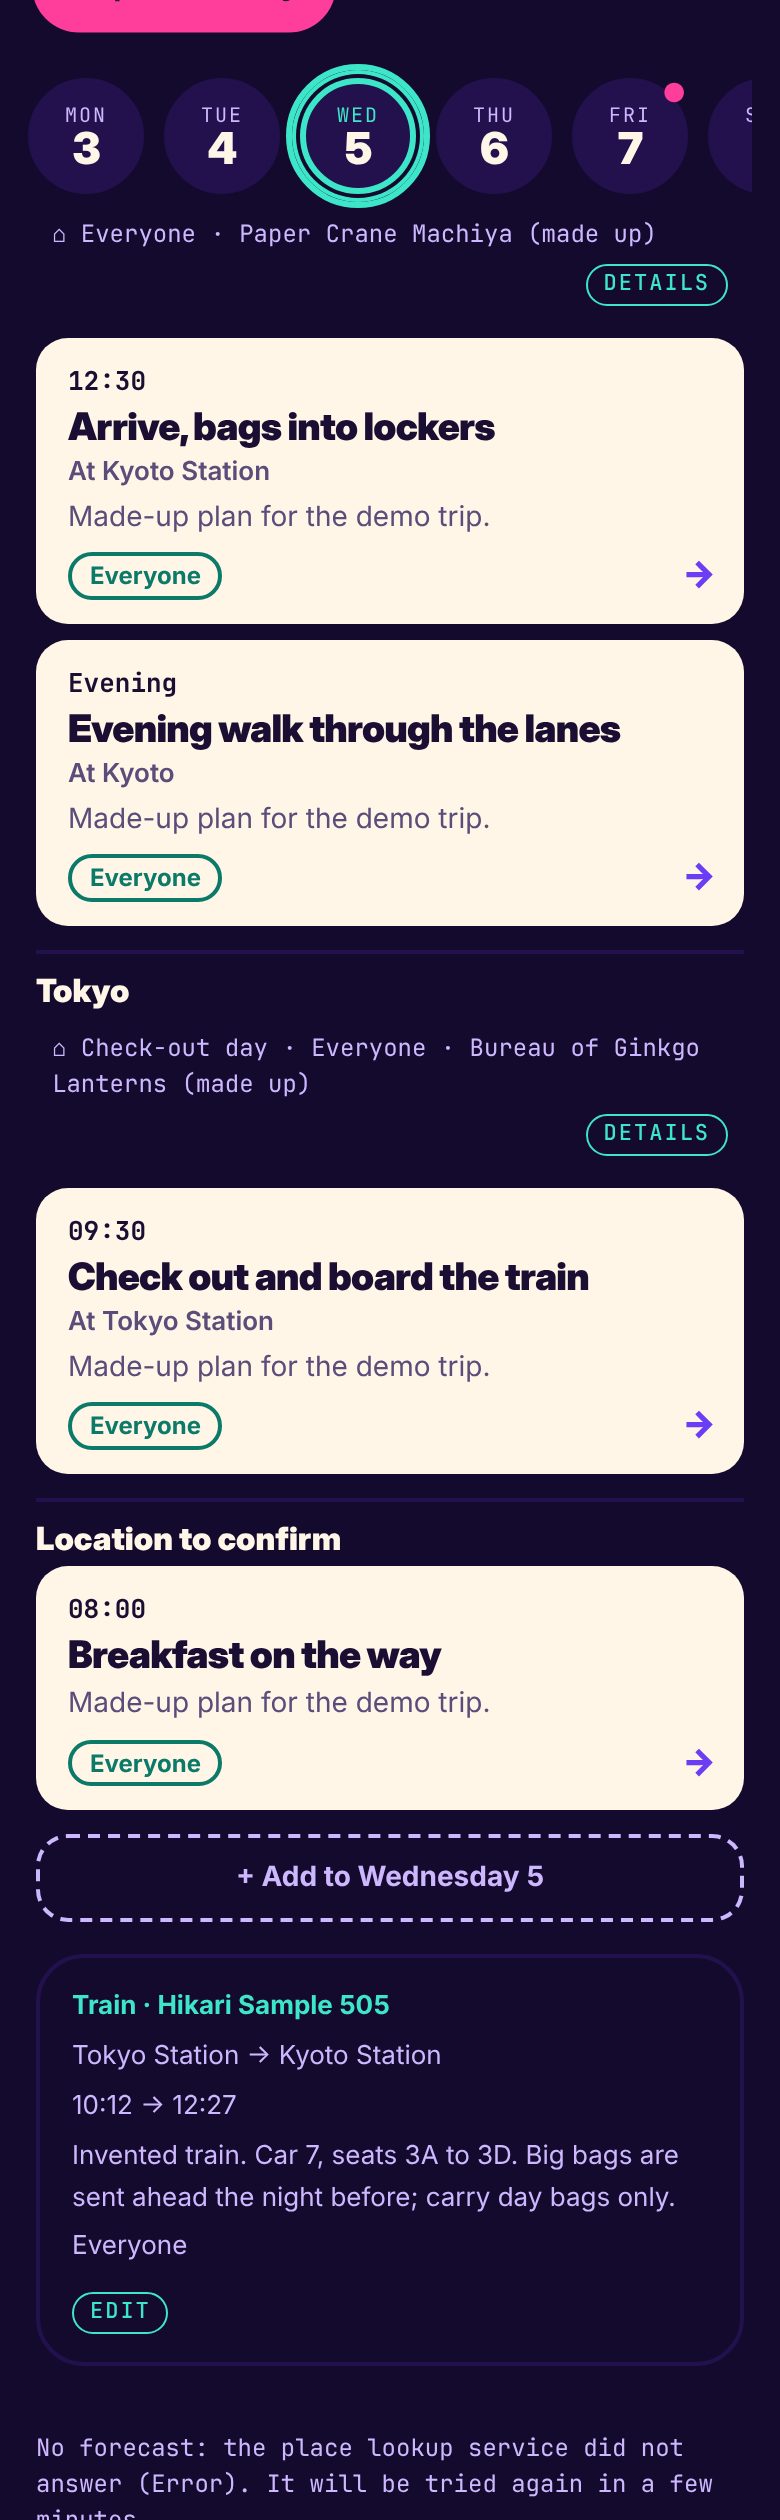 MON
3
TUE
4
WED
5
THU
6
FRI
7
⌂ Everyone · Paper Crane Machiya (made up)
DETAILS
12:30
Arrive, bags into lockers
At Kyoto Station
Made-up plan for the demo trip.
Everyone
→
Evening
Evening walk through the lanes
At Kyoto
Made-up plan for the demo trip.
Everyone
→
Tokyo
⌂ Check-out day · Everyone · Bureau of Ginkgo
Lanterns (made up)
DETAILS
09:30
Check out and board the train
At Tokyo Station
Made-up plan for the demo trip.
Everyone
→
Location to confirm
08:00
Breakfast on the way
Made-up plan for the demo trip.
Everyone
→
+ Add to Wednesday 5
Train · Hikari Sample 505
Tokyo Station → Kyoto Station
10:12 → 12:27
Invented train. Car 7, seats 3A to 3D. Big bags are
sent ahead the night before; carry day bags only.
Everyone
EDIT
No forecast: the place lookup service did not
answer (Error). It will be tried again in a few
minutes